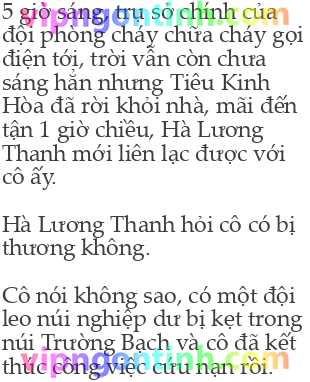 5 giờ sáng, trụ sở chính của
đội phòng cháy chữa cháy gọi
điện tới, trời vẫn còn chưa
sáng hẳn nhưng Tiêu Kinh
Hòa đã rời khỏi nhà, mãi đến
tận 1 giờ chiều, Hà Lương
Thanh mới liên lạc được với
cô ấy.
Hà Lương Thanh hỏi cô có bị
thương không.
Cô nói không sao, có một đội
leo núi nghiệp dư bị kẹt trong
núi Trường Bạch và cô đã kết
thúc công việc cứu nạn rồi.
vipngontinh.com
vipngontinh.com